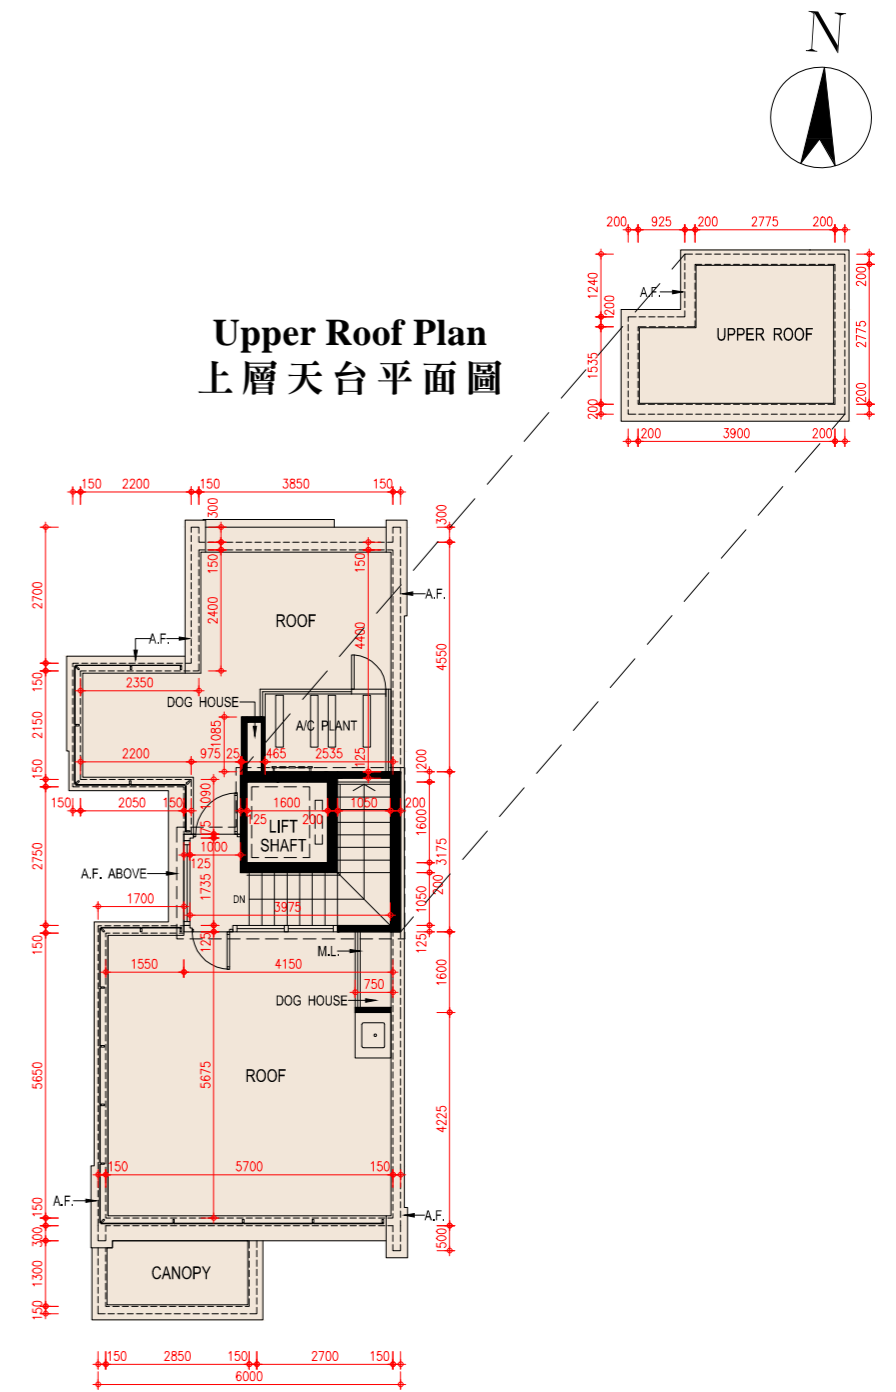 N
200 925 200 2775 200
1240
200
A.F.
200
UPPER ROOF
2775
1535
200
200
200 3900 200
Upper Roof Plan
上層天台平面圖
150 2200 150 3850 150
300
300
150
150
2700
2400
ROOF
A.F.
A.F.
4400
4550
150
2350
DOG HOUSE
A/C PLANT
2150
1085
2200 975 25 465 2535
125
200
150
150 2050 150
1090
1600 1050 200
125 200
LIFT
SHAFT
75
1000
125
1600
3175
2750
A.F. ABOVE
1735
200
1700
DN
3975
1050
150
125
125
M.L.
1550 4150
1600
750
DOG HOUSE
5650
5675
ROOF
4225
150 5700 150
A.F.
A.F.
150
300
500
1300
CANOPY
150
150 2850 150 2700 150
6000